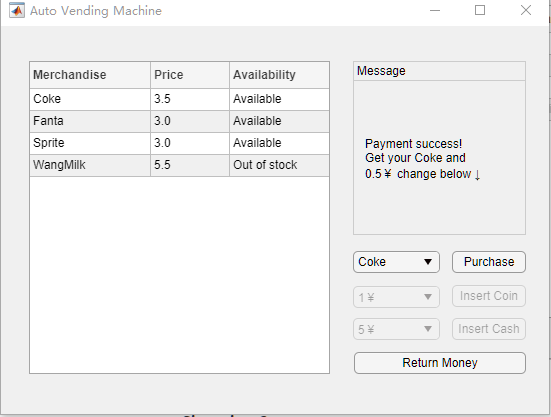 Auto Vending Machine
Merchandise Price Availability
Coke 3.5 Available
Fanta 3.0 Available
Sprite 3.0 Available
WangMilk 5.5 Out of stock
Message
Payment success!
Get your Coke and
0.5￥ change below ↓
Coke Purchase
1￥ Insert Coin
5￥ Insert Cash
Return Money